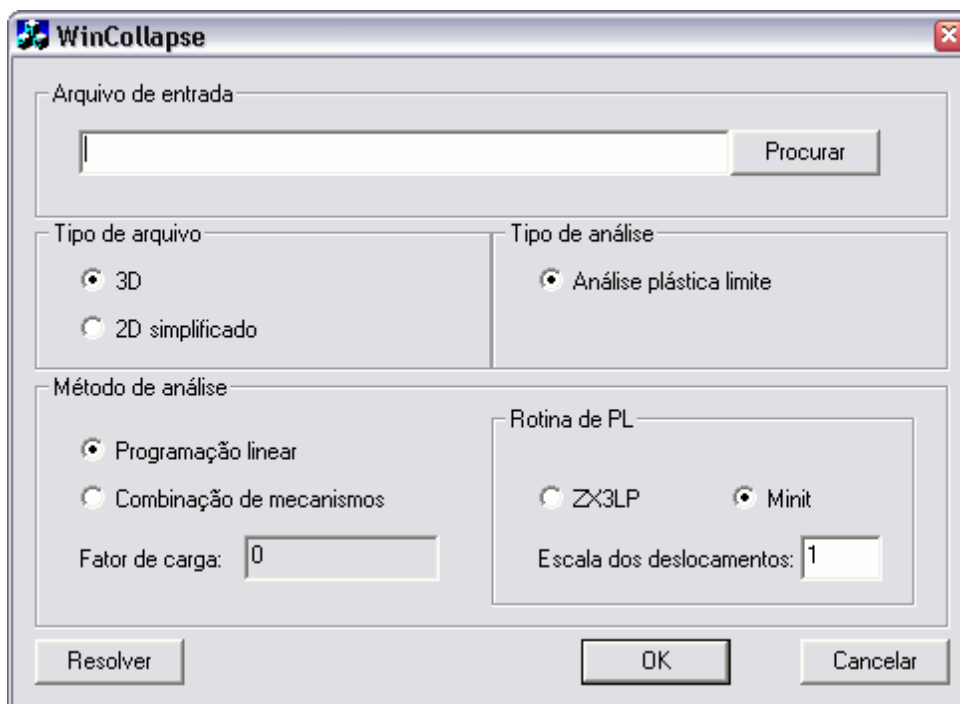 WinCollapse
Arquivo de entrada
Procurar
Tipo de arquivo
3D
2D simplificado
Tipo de análise
Análise plástica limite
Método de análise
Programação linear
Combinação de mecanismos
Fator de carga: 0
Rotina de PL
ZX3LP Minit
Escala dos deslocamentos: 1
Resolver OK Cancelar